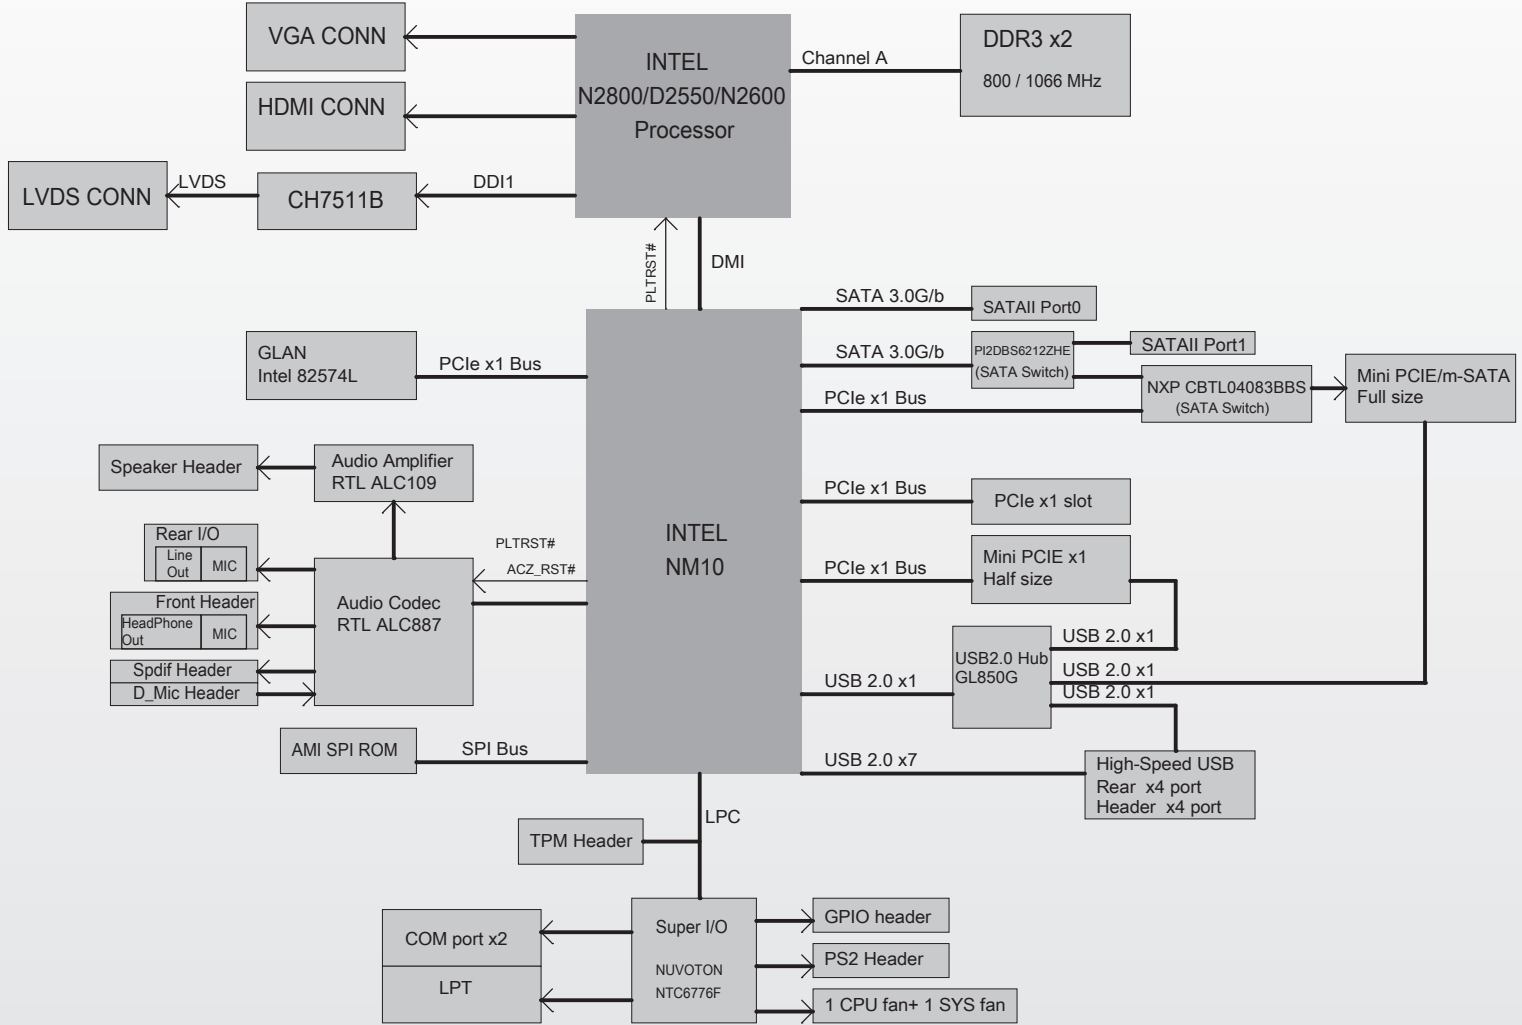 VGA CONN
HDMI CONN
LVDS CONN
LVDS
CH7511B
DDI1
INTEL
N2800/D2550/N2600
Processor
Channel A
DDR3 x2
800 / 1066 MHz
PLTRST#
DMI
GLAN
Intel 82574L
PCIe x1 Bus
SATA 3.0G/b
SATAII Port0
SATA 3.0G/b
PI2DBS6212ZHE
(SATA Switch)
SATAII Port1
PCIe x1 Bus
NXP CBTL04083BBS
(SATA Switch)
Mini PCIE/m-SATA
Full size
Speaker Header
Audio Amplifier
RTL ALC109
Rear I/O
Line
Out
MIC
Front Header
HeadPhone
Out
MIC
Spdif Header
D_Mic Header
Audio Codec
RTL ALC887
PLTRST#
ACZ_RST#
INTEL
NM10
PCIe x1 Bus
PCIe x1 slot
PCIe x1 Bus
Mini PCIE x1
Half size
USB 2.0 x1
USB2.0 Hub
GL850G
USB 2.0 x1
USB 2.0 x1
USB 2.0 x1
AMI SPI ROM
SPI Bus
USB 2.0 x7
High-Speed USB
Rear x4 port
Header x4 port
LPC
TPM Header
COM port x2
LPT
Super I/O
NUVOTON
NTC6776F
GPIO header
PS2 Header
1 CPU fan+ 1 SYS fan